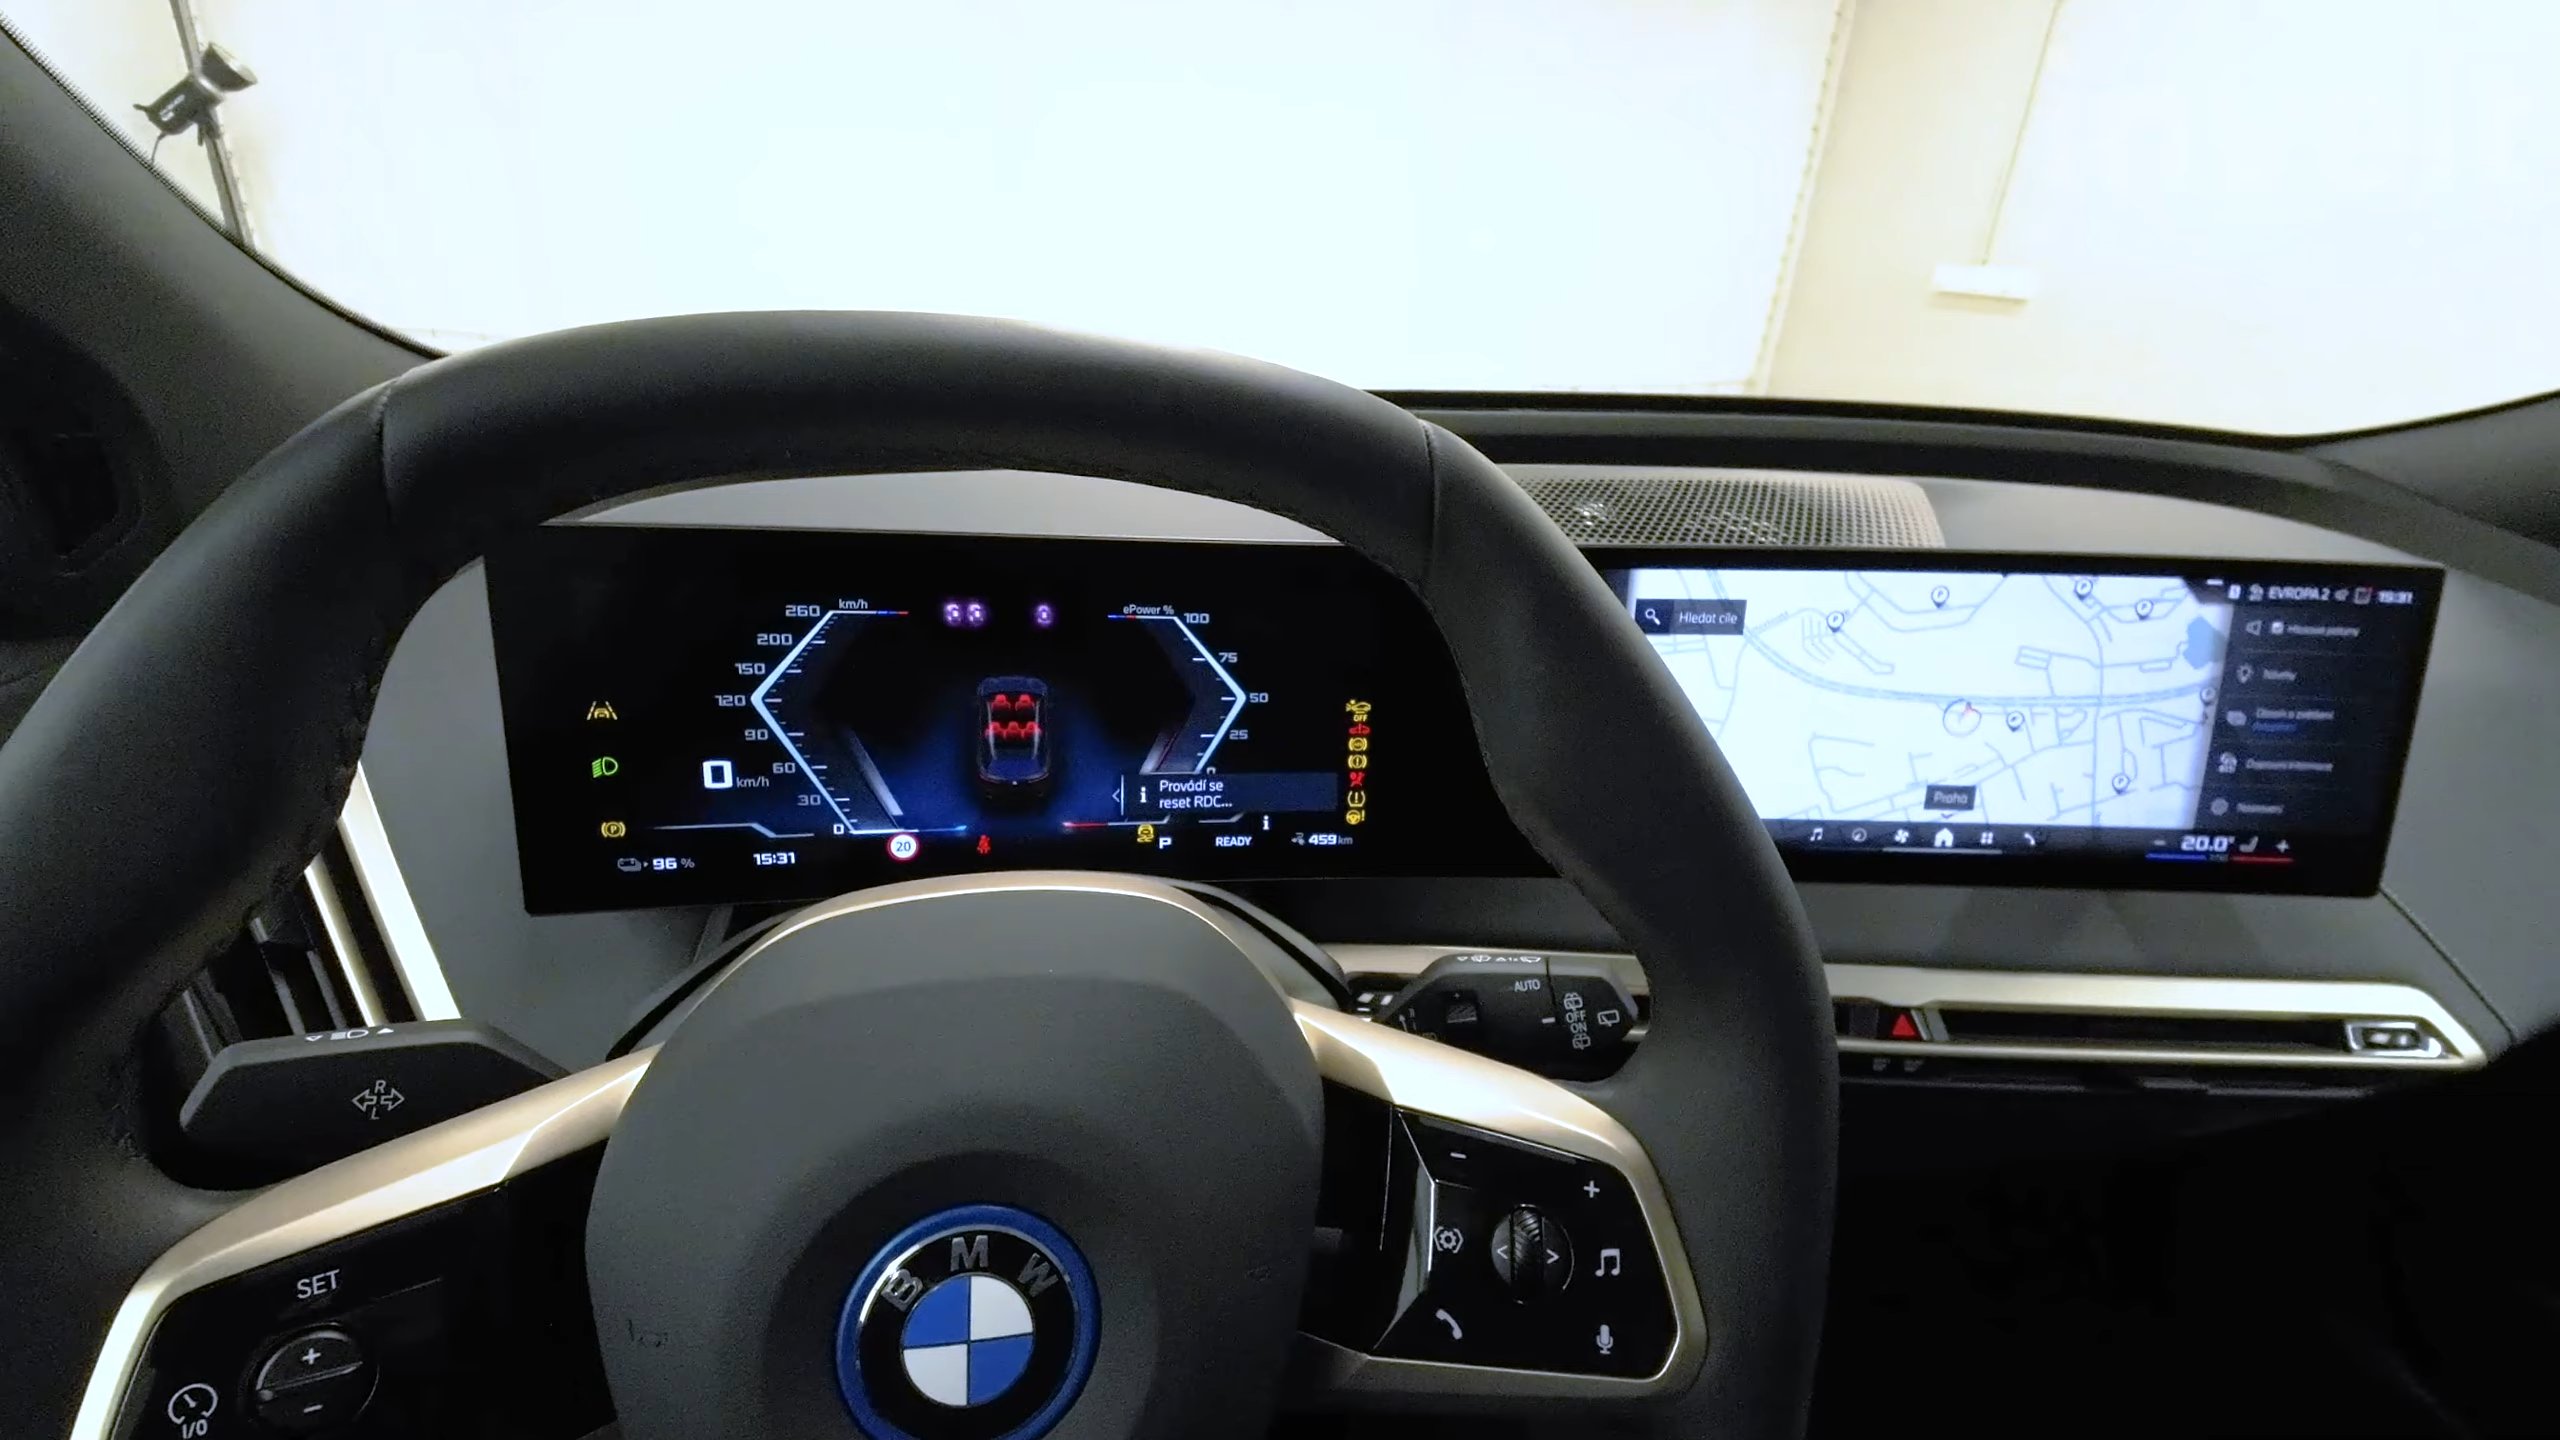 260
km/h
200
150
120
90
60
30
0
0 km/h
ePower %
100
75
50
25
0
OFF
Provádí se
reset RDC...
96 %
15:31
20
P
READY
459 km
Hledat cíle
Praha
EVROPA 2
15:31
20.0°
AUTO
OFF
ON
R
L
SET
+
-
I/O
-
+
BMW